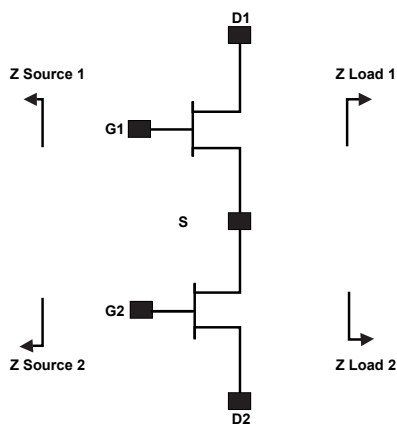 D1
Z Source 1
Z Load 1
G1
S
G2
Z Source 2
Z Load 2
D2